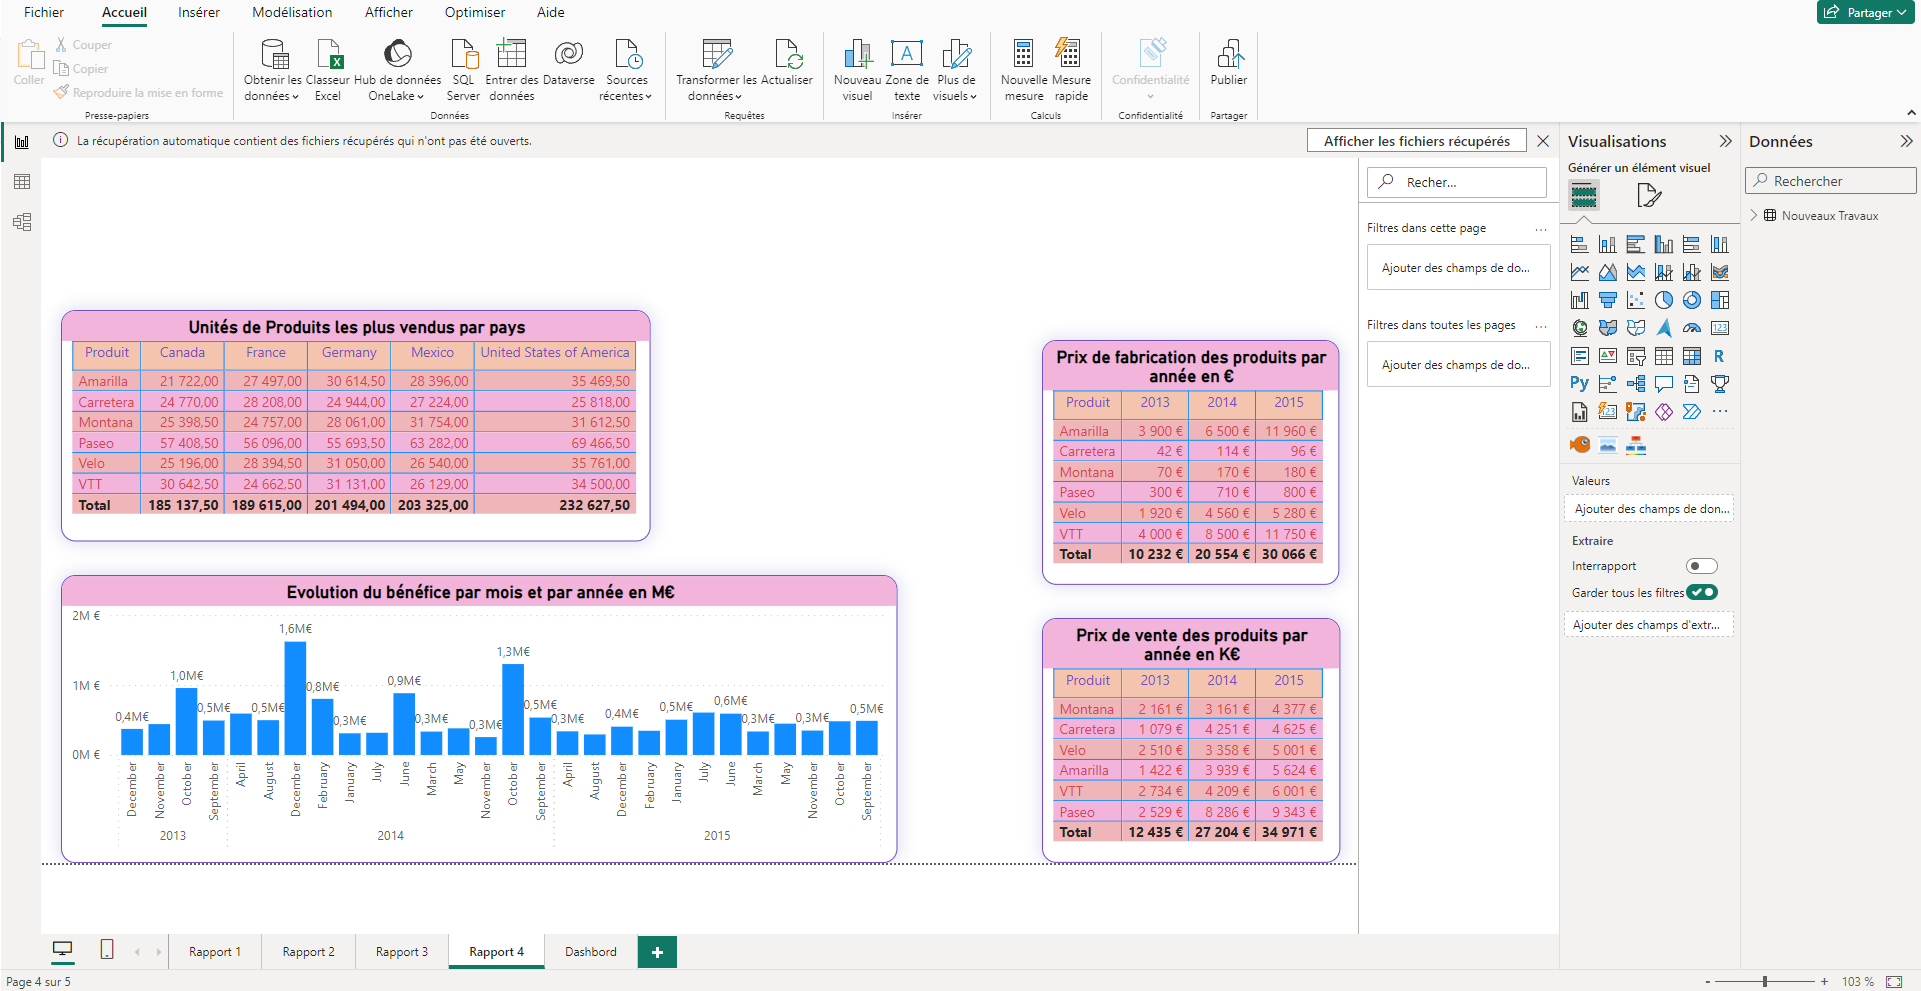 Fichier Accueil Insérer Modélisation Afficher Optimiser Aide
Partager
Coller
Couper
Copier
Reproduire la mise en forme
Presse-papiers
Obtenir les données
Classeur Excel
Hub de données OneLake
SQL Server
Entrer des données
Dataverse
Sources récentes
Données
Transformer les données
Actualiser
Requêtes
Nouveau visuel
Zone de texte
Plus de visuels
Insérer
Nouvelle mesure
Mesure rapide
Calculs
Confidentialité
Confidentialité
Publier
Partager
La récupération automatique contient des fichiers récupérés qui n'ont pas été ouverts.
Afficher les fichiers récupérés
Unités de Produits les plus vendus par pays
Produit Canada France Germany Mexico United States of America
Amarilla 21 722,00 27 497,00 30 614,50 28 396,00 35 469,50
Carretera 24 770,00 28 208,00 24 944,00 27 224,00 25 818,00
Montana 25 398,50 24 757,00 28 061,00 31 754,00 31 612,50
Paseo 57 408,50 56 096,00 55 693,50 63 282,00 69 466,50
Velo 25 196,00 28 394,50 31 050,00 26 540,00 35 761,00
VTT 30 642,50 24 662,50 31 131,00 26 129,00 34 500,00
Total 185 137,50 189 615,00 201 494,00 203 325,00 232 627,50
Evolution du bénéfice par mois et par année en M€
2M €
1M €
0M €
0,4M€ 1,0M€ 0,5M€ 0,5M€ 1,6M€ 0,8M€ 0,3M€ 0,9M€ 0,3M€ 0,3M€ 1,3M€ 0,5M€ 0,3M€ 0,4M€ 0,5M€ 0,6M€ 0,3M€ 0,3M€ 0,5M€
December November October September April August December February January July June March May November October September April August December February January July June March May November October September
2013 2014 2015
Prix de fabrication des produits par
année en €
Produit 2013 2014 2015
Amarilla 3 900 € 6 500 € 11 960 €
Carretera 42 € 114 € 96 €
Montana 70 € 170 € 180 €
Paseo 300 € 710 € 800 €
Velo 1 920 € 4 560 € 5 280 €
VTT 4 000 € 8 500 € 11 750 €
Total 10 232 € 20 554 € 30 066 €
Prix de vente des produits par
année en K€
Produit 2013 2014 2015
Montana 2 161 € 3 161 € 4 377 €
Carretera 1 079 € 4 251 € 4 625 €
Velo 2 510 € 3 358 € 5 001 €
Amarilla 1 422 € 3 939 € 5 624 €
VTT 2 734 € 4 209 € 6 001 €
Paseo 2 529 € 8 286 € 9 343 €
Total 12 435 € 27 204 € 34 971 €
Recher...
Filtres dans cette page ...
Ajouter des champs de do...
Filtres dans toutes les pages ...
Ajouter des champs de do...
Visualisations
Générer un élément visuel
123
R
Py
123
...
Valeurs
Ajouter des champs de don...
Extraire
Interrapport
Garder tous les filtres
Ajouter des champs d'extr...
Données
Rechercher
Nouveaux Travaux
Rapport 1 Rapport 2 Rapport 3 Rapport 4 Dashbord +
Page 4 sur 5
- + 103 %